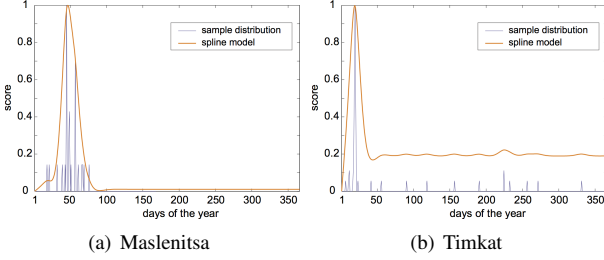 1
0.8
0.6
0.4
0.2
0
score
sample distribution
spline model
1 50 100 150 200 250 300 350
days of the year
(a) Maslenitsa
1
0.8
0.6
0.4
0.2
0
score
sample distribution
spline model
1 50 100 150 200 250 300 350
days of the year
(b) Timkat